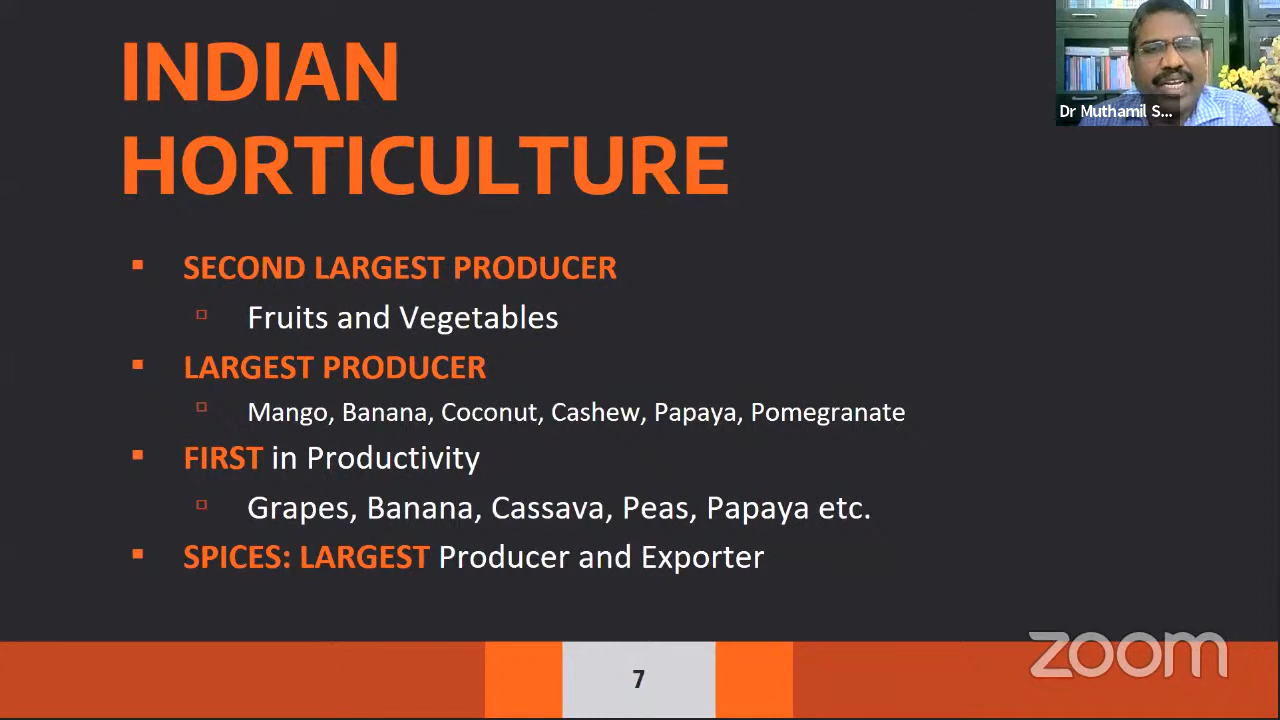 INDIAN
HORTICULTURE
Dr Muthamil S...
▪ SECOND LARGEST PRODUCER
▫ Fruits and Vegetables
▪ LARGEST PRODUCER
▫ Mango, Banana, Coconut, Cashew, Papaya, Pomegranate
▪ FIRST in Productivity
▫ Grapes, Banana, Cassava, Peas, Papaya etc.
▪ SPICES: LARGEST Producer and Exporter
zoom
7